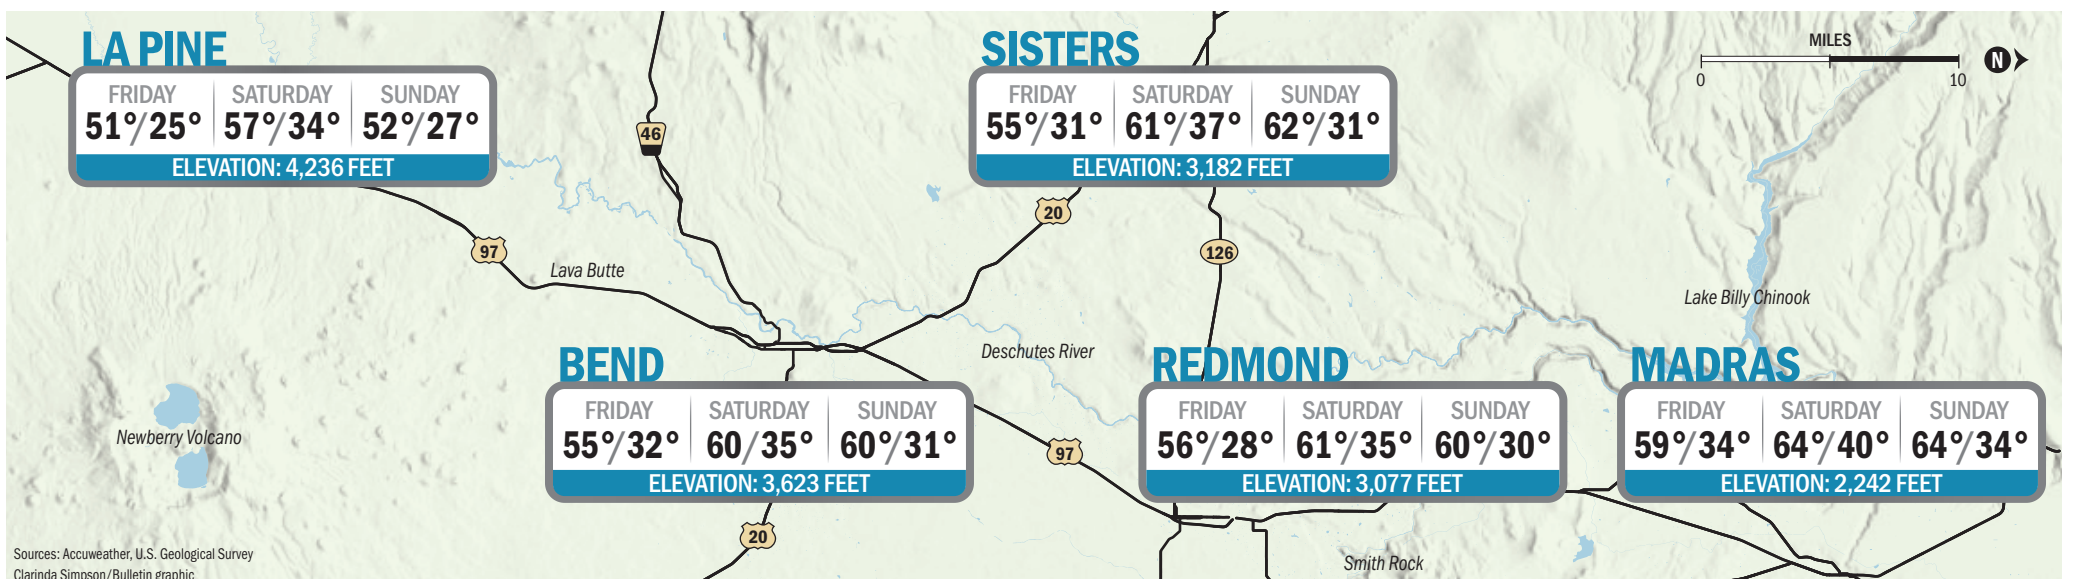 LA PINE
FRIDAY SATURDAY SUNDAY
51°/25° 57°/34° 52°/27°
ELEVATION: 4,236 FEET
SISTERS
FRIDAY SATURDAY SUNDAY
55°/31° 61°/37° 62°/31°
ELEVATION: 3,182 FEET
MILES
0 10
N
46
20
97
126
Lava Butte
Lake Billy Chinook
Deschutes River
BEND
FRIDAY SATURDAY SUNDAY
55°/32° 60/35° 60°/31°
ELEVATION: 3,623 FEET
REDMOND
FRIDAY SATURDAY SUNDAY
56°/28° 61°/35° 60°/30°
ELEVATION: 3,077 FEET
MADRAS
FRIDAY SATURDAY SUNDAY
59°/34° 64°/40° 64°/34°
ELEVATION: 2,242 FEET
Newberry Volcano
97
20
Smith Rock
Sources: Accuweather, U.S. Geological Survey
Clarinda Simpson/Bulletin graphic